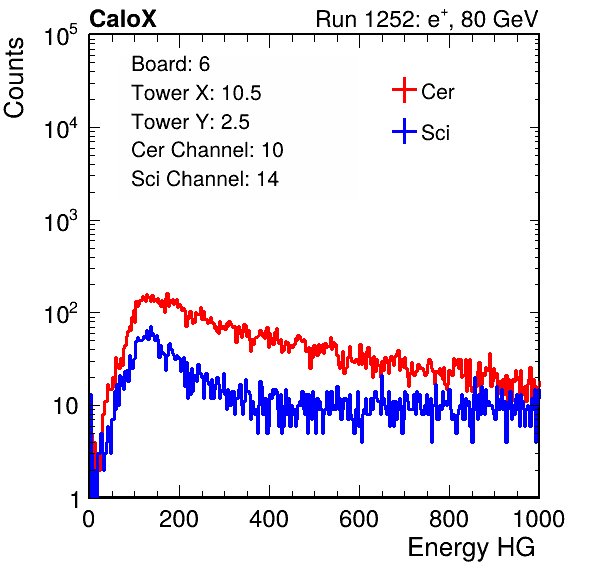 CaloX Run 1252: e⁺, 80 GeV
Counts
10⁵
10⁴
10³
10²
10
1
Board: 6
Tower X: 10.5
Tower Y: 2.5
Cer Channel: 10
Sci Channel: 14
Cer
Sci
0 200 400 600 800 1000
Energy HG